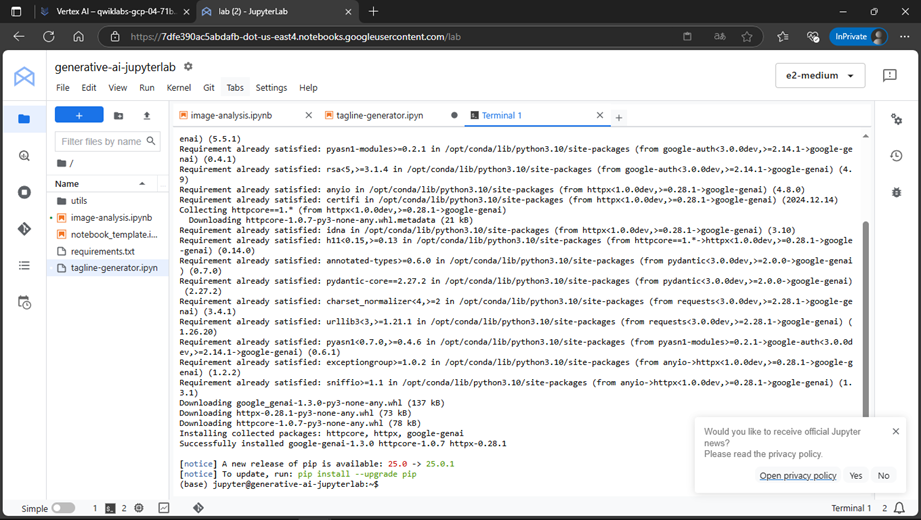 Vertex AI – qwiklabs-gcp-04-71b
lab (2) - JupyterLab
https://7dfe390ac5abdafb-dot-us-east4.notebooks.googleusercontent.com/lab
InPrivate
generative-ai-jupyterlab
File Edit View Run Kernel Git Tabs Settings Help
e2-medium
Filter files by name
/
Name
utils
image-analysis.ipynb
notebook_template.i...
requirements.txt
tagline-generator.ipyn
image-analysis.ipynb
tagline-generator.ipyn
Terminal 1
enai) (5.5.1)
Requirement already satisfied: pyasn1-modules>=0.2.1 in /opt/conda/lib/python3.10/site-packages (from google-auth<3.0.0dev,>=2.14.1->google-ge
nai) (0.4.1)
Requirement already satisfied: rsa<5,>=3.1.4 in /opt/conda/lib/python3.10/site-packages (from google-auth<3.0.0dev,>=2.14.1->google-genai) (4.
9)
Requirement already satisfied: anyio in /opt/conda/lib/python3.10/site-packages (from httpx<1.0.0dev,>=0.28.1->google-genai) (4.8.0)
Requirement already satisfied: certifi in /opt/conda/lib/python3.10/site-packages (from httpx<1.0.0dev,>=0.28.1->google-genai) (2024.12.14)
Collecting httpcore==1.* (from httpx<1.0.0dev,>=0.28.1->google-genai)
Downloading httpcore-1.0.7-py3-none-any.whl.metadata (21 kB)
Requirement already satisfied: idna in /opt/conda/lib/python3.10/site-packages (from httpx<1.0.0dev,>=0.28.1->google-genai) (3.10)
Requirement already satisfied: h11<0.15,>=0.13 in /opt/conda/lib/python3.10/site-packages (from httpcore==1.*->httpx<1.0.0dev,>=0.28.1->google
-genai) (0.14.0)
Requirement already satisfied: annotated-types>=0.6.0 in /opt/conda/lib/python3.10/site-packages (from pydantic<3.0.0dev,>=2.0.0->google-genai
) (0.7.0)
Requirement already satisfied: pydantic-core==2.27.2 in /opt/conda/lib/python3.10/site-packages (from pydantic<3.0.0dev,>=2.0.0->google-genai)
(2.27.2)
Requirement already satisfied: charset_normalizer<4,>=2 in /opt/conda/lib/python3.10/site-packages (from requests<3.0.0dev,>=2.28.1->google-ge
nai) (3.4.1)
Requirement already satisfied: urllib3<3,>=1.21.1 in /opt/conda/lib/python3.10/site-packages (from requests<3.0.0dev,>=2.28.1->google-genai) (
1.26.20)
Requirement already satisfied: pyasn1<0.7.0,>=0.4.6 in /opt/conda/lib/python3.10/site-packages (from pyasn1-modules>=0.2.1->google-auth<3.0.0d
ev,>=2.14.1->google-genai) (0.6.1)
Requirement already satisfied: exceptiongroup>=1.0.2 in /opt/conda/lib/python3.10/site-packages (from anyio->httpx<1.0.0dev,>=0.28.1->google-g
enai) (1.2.2)
Requirement already satisfied: sniffio>=1.1 in /opt/conda/lib/python3.10/site-packages (from anyio->httpx<1.0.0dev,>=0.28.1->google-genai) (1.
3.1)
Downloading google_genai-1.3.0-py3-none-any.whl (137 kB)
Downloading httpx-0.28.1-py3-none-any.whl (73 kB)
Downloading httpcore-1.0.7-py3-none-any.whl (78 kB)
Installing collected packages: httpcore, httpx, google-genai
Successfully installed google-genai-1.3.0 httpcore-1.0.7 httpx-0.28.1
[notice] A new release of pip is available: 25.0 -> 25.0.1
[notice] To update, run: pip install --upgrade pip
(base) jupyter@generative-ai-jupyterlab:~$
Would you like to receive official Jupyter
news?
Please read the privacy policy.
Open privacy policy Yes No
Simple 1 2 Terminal 1 2